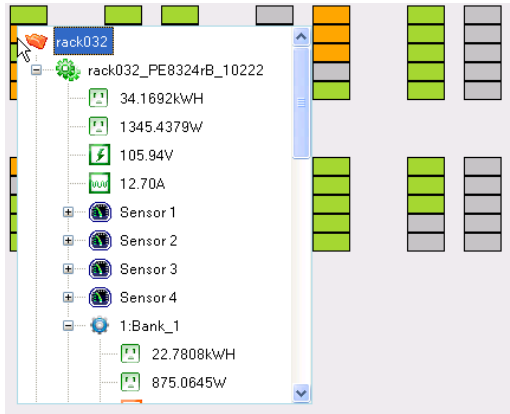 rack032
rack032_PE8324rB_10222
34.1692kWH
1345.4379W
105.94V
12.70A
Sensor 1
Sensor 2
Sensor 3
Sensor 4
1:Bank_1
22.7808kWH
875.0645W